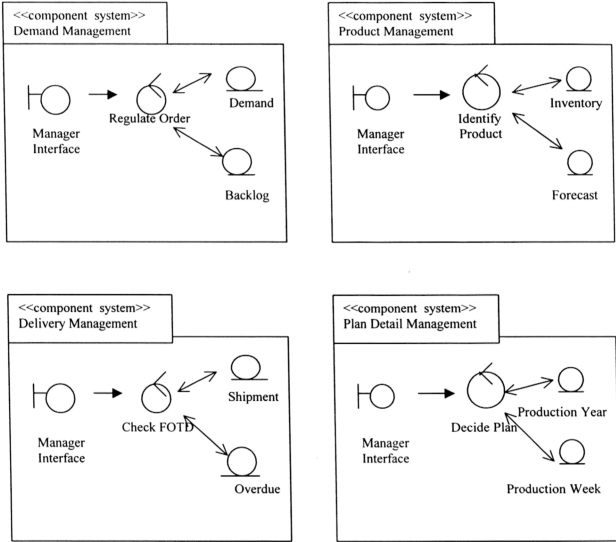 <<component system>>
Demand Management
Manager
Interface
Regulate Order
Demand
Backlog
<<component system>>
Product Management
Manager
Interface
Identify
Product
Inventory
Forecast
<<component system>>
Delivery Management
Manager
Interface
Check FOTD
Shipment
Overdue
<<component system>>
Plan Detail Management
Manager
Interface
Decide Plan
Production Year
Production Week